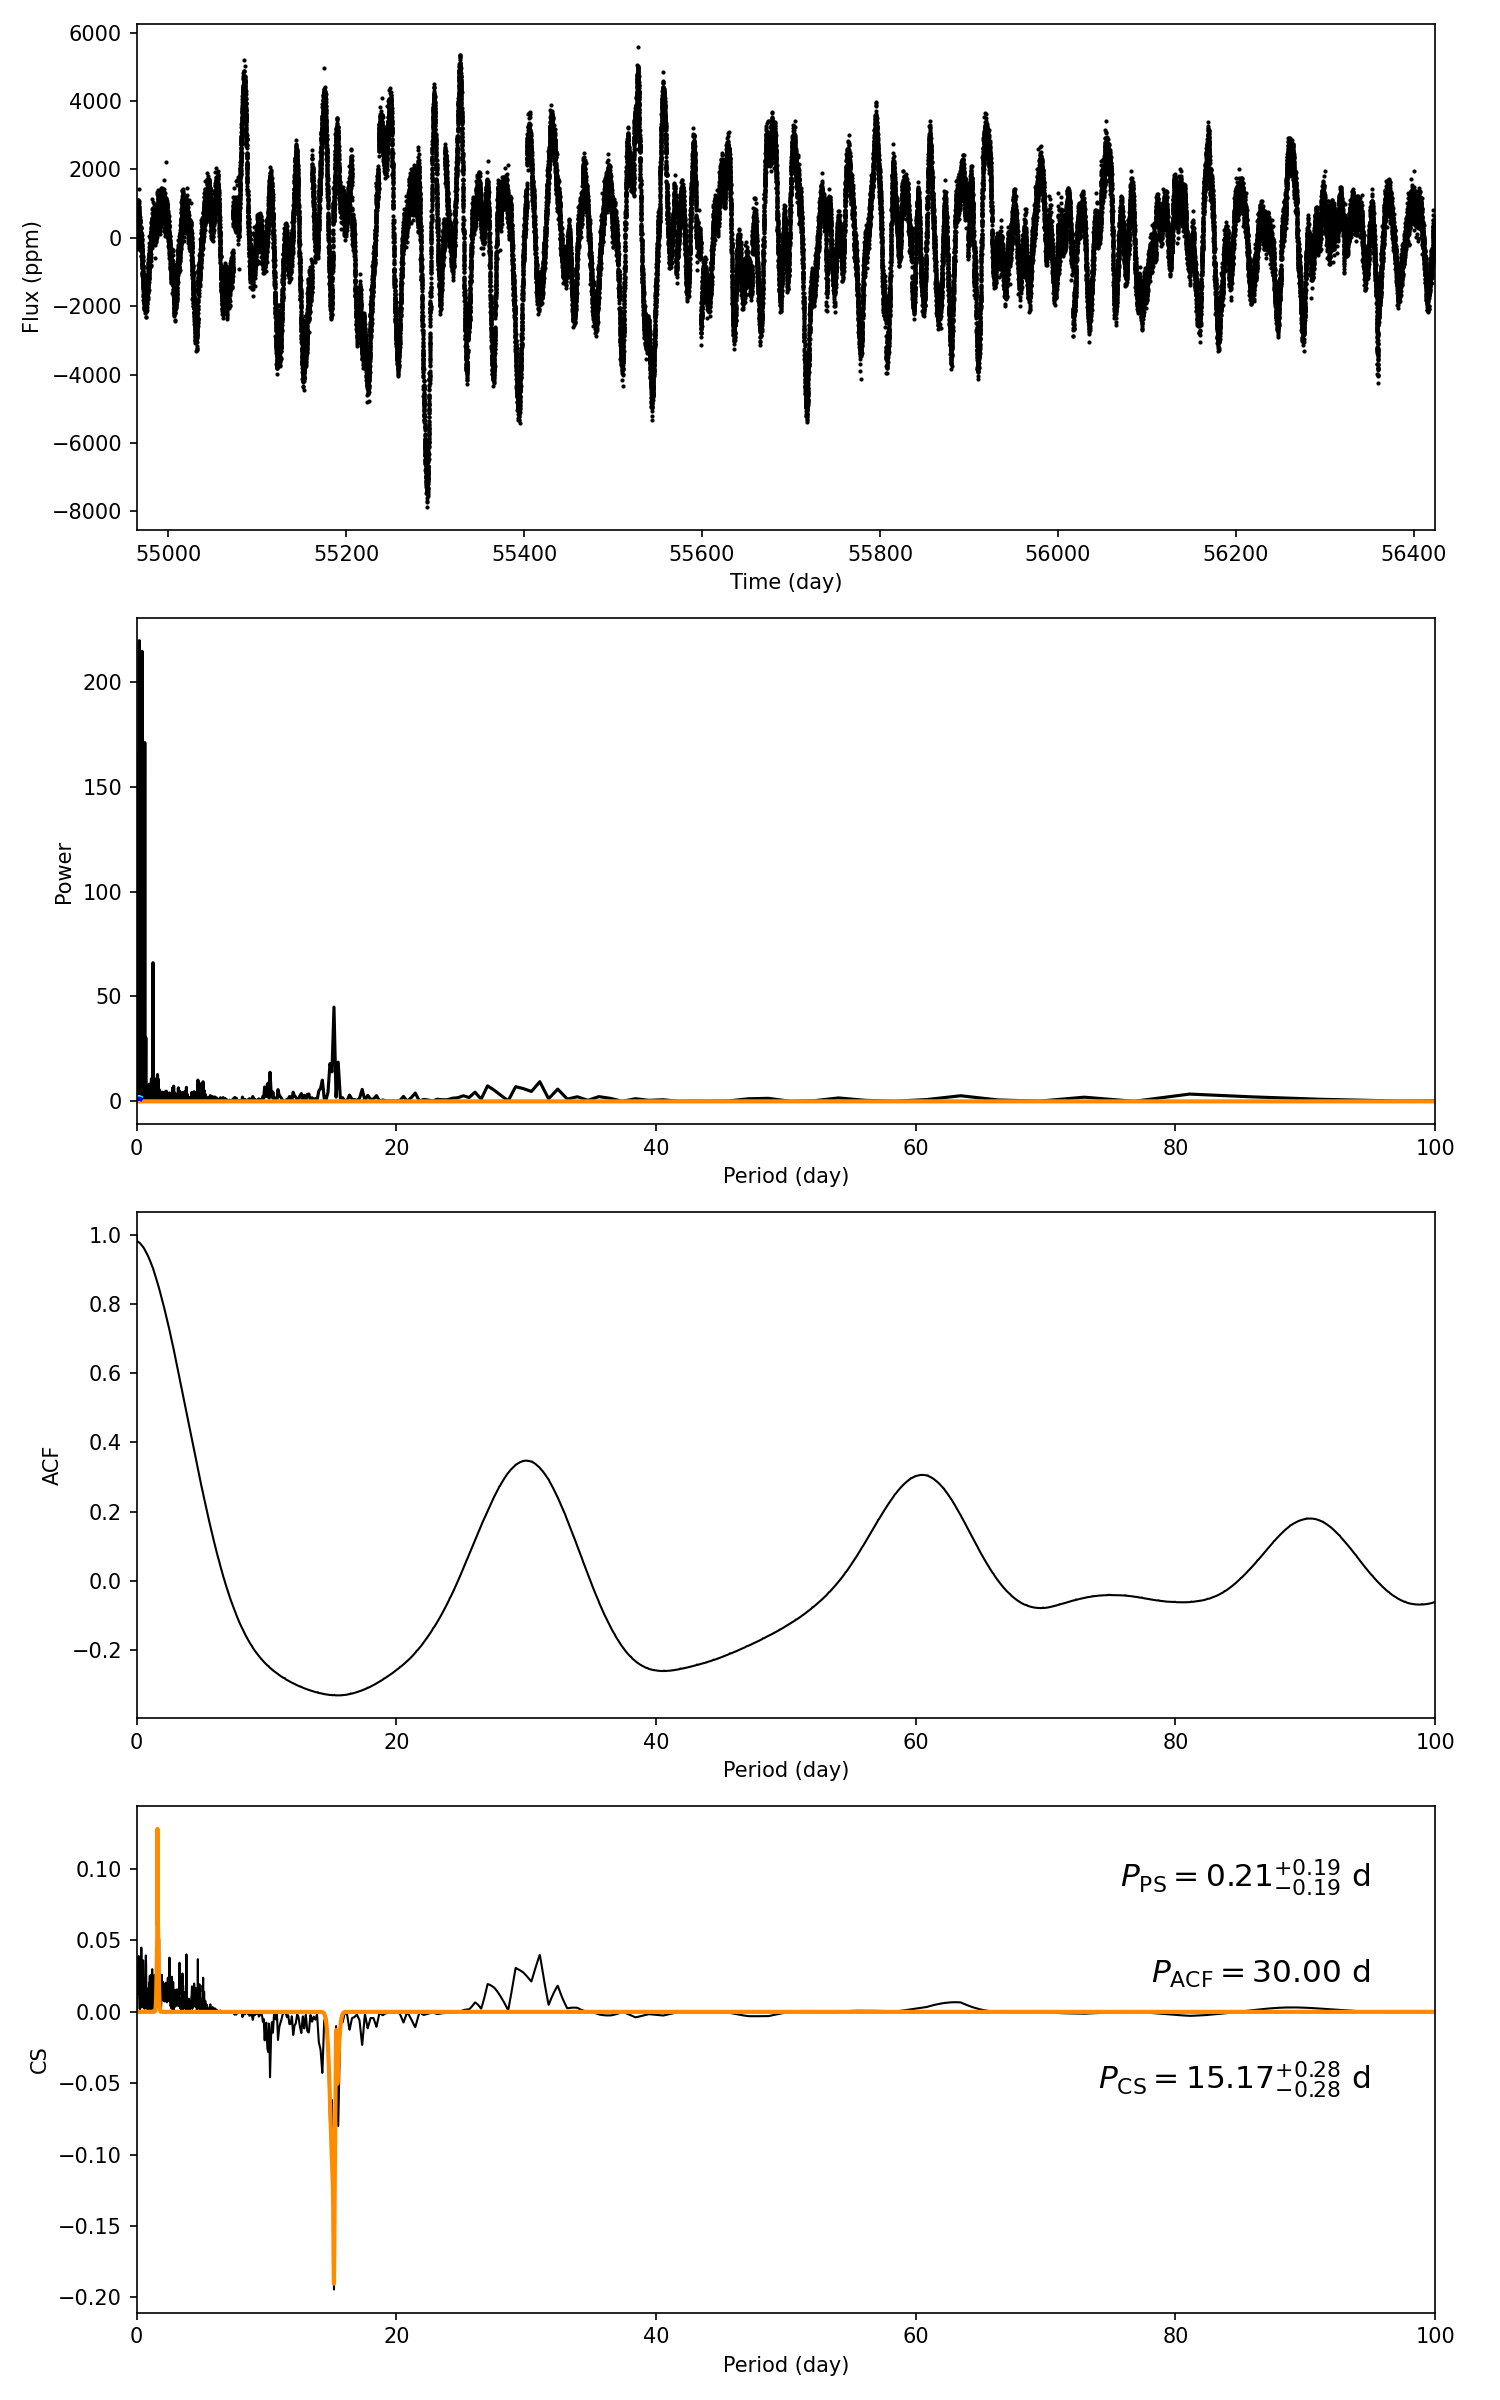 6000
4000
2000
0
−2000
−4000
−6000
−8000
Flux (ppm)
55000 55200 55400 55600 55800 56000 56200 56400
Time (day)
200
150
100
50
0
Power
0 20 40 60 80 100
Period (day)
1.0
0.8
0.6
0.4
0.2
0.0
−0.2
ACF
0 20 40 60 80 100
Period (day)
0.10
0.05
0.00
−0.05
−0.10
−0.15
−0.20
CS
P_PS = 0.21 +0.19 −0.19 d
P_ACF = 30.00 d
P_CS = 15.17 +0.28 −0.28 d
0 20 40 60 80 100
Period (day)